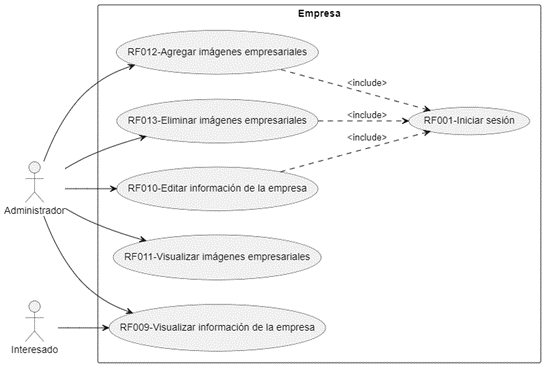 Empresa
RF012-Agregar imágenes empresariales
<include>
RF013-Eliminar imágenes empresariales
<include>
RF001-Iniciar sesión
<include>
RF010-Editar información de la empresa
Administrador
RF011-Visualizar imágenes empresariales
RF009-Visualizar información de la empresa
Interesado